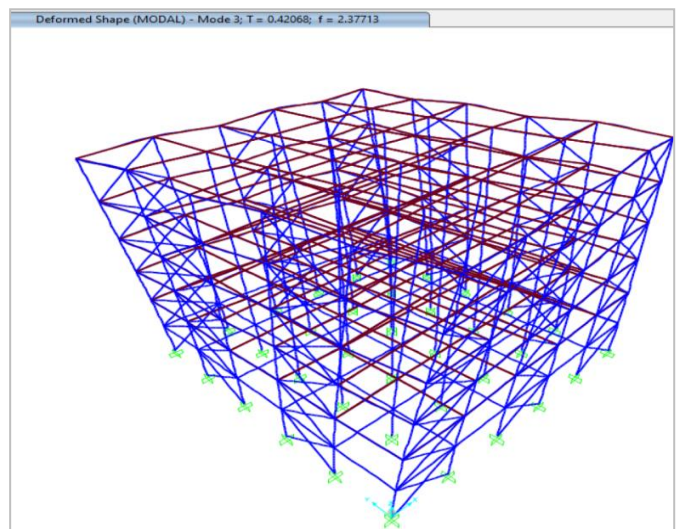 Deformed Shape (MODAL) - Mode 3; T = 0.42068; f = 2.37713